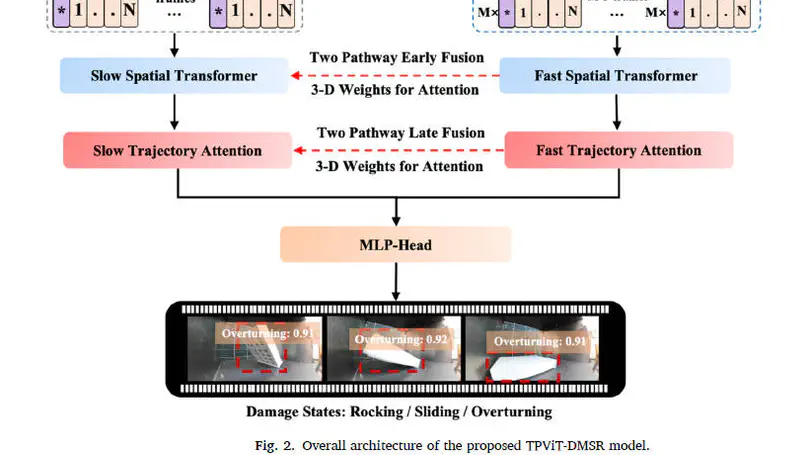 * 1 . . N ... * 1 . . N
M× * 1 . . N ... M× * 1 . . N
Two Pathway Early Fusion
Slow Spatial Transformer
Fast Spatial Transformer
3-D Weights for Attention
Two Pathway Late Fusion
Slow Trajectory Attention
Fast Trajectory Attention
3-D Weights for Attention
MLP-Head
Overturning: 0.91
Overturning: 0.92
Overturning: 0.91
Damage States: Rocking / Sliding / Overturning
Fig. 2. Overall architecture of the proposed TPViT-DMSR model.